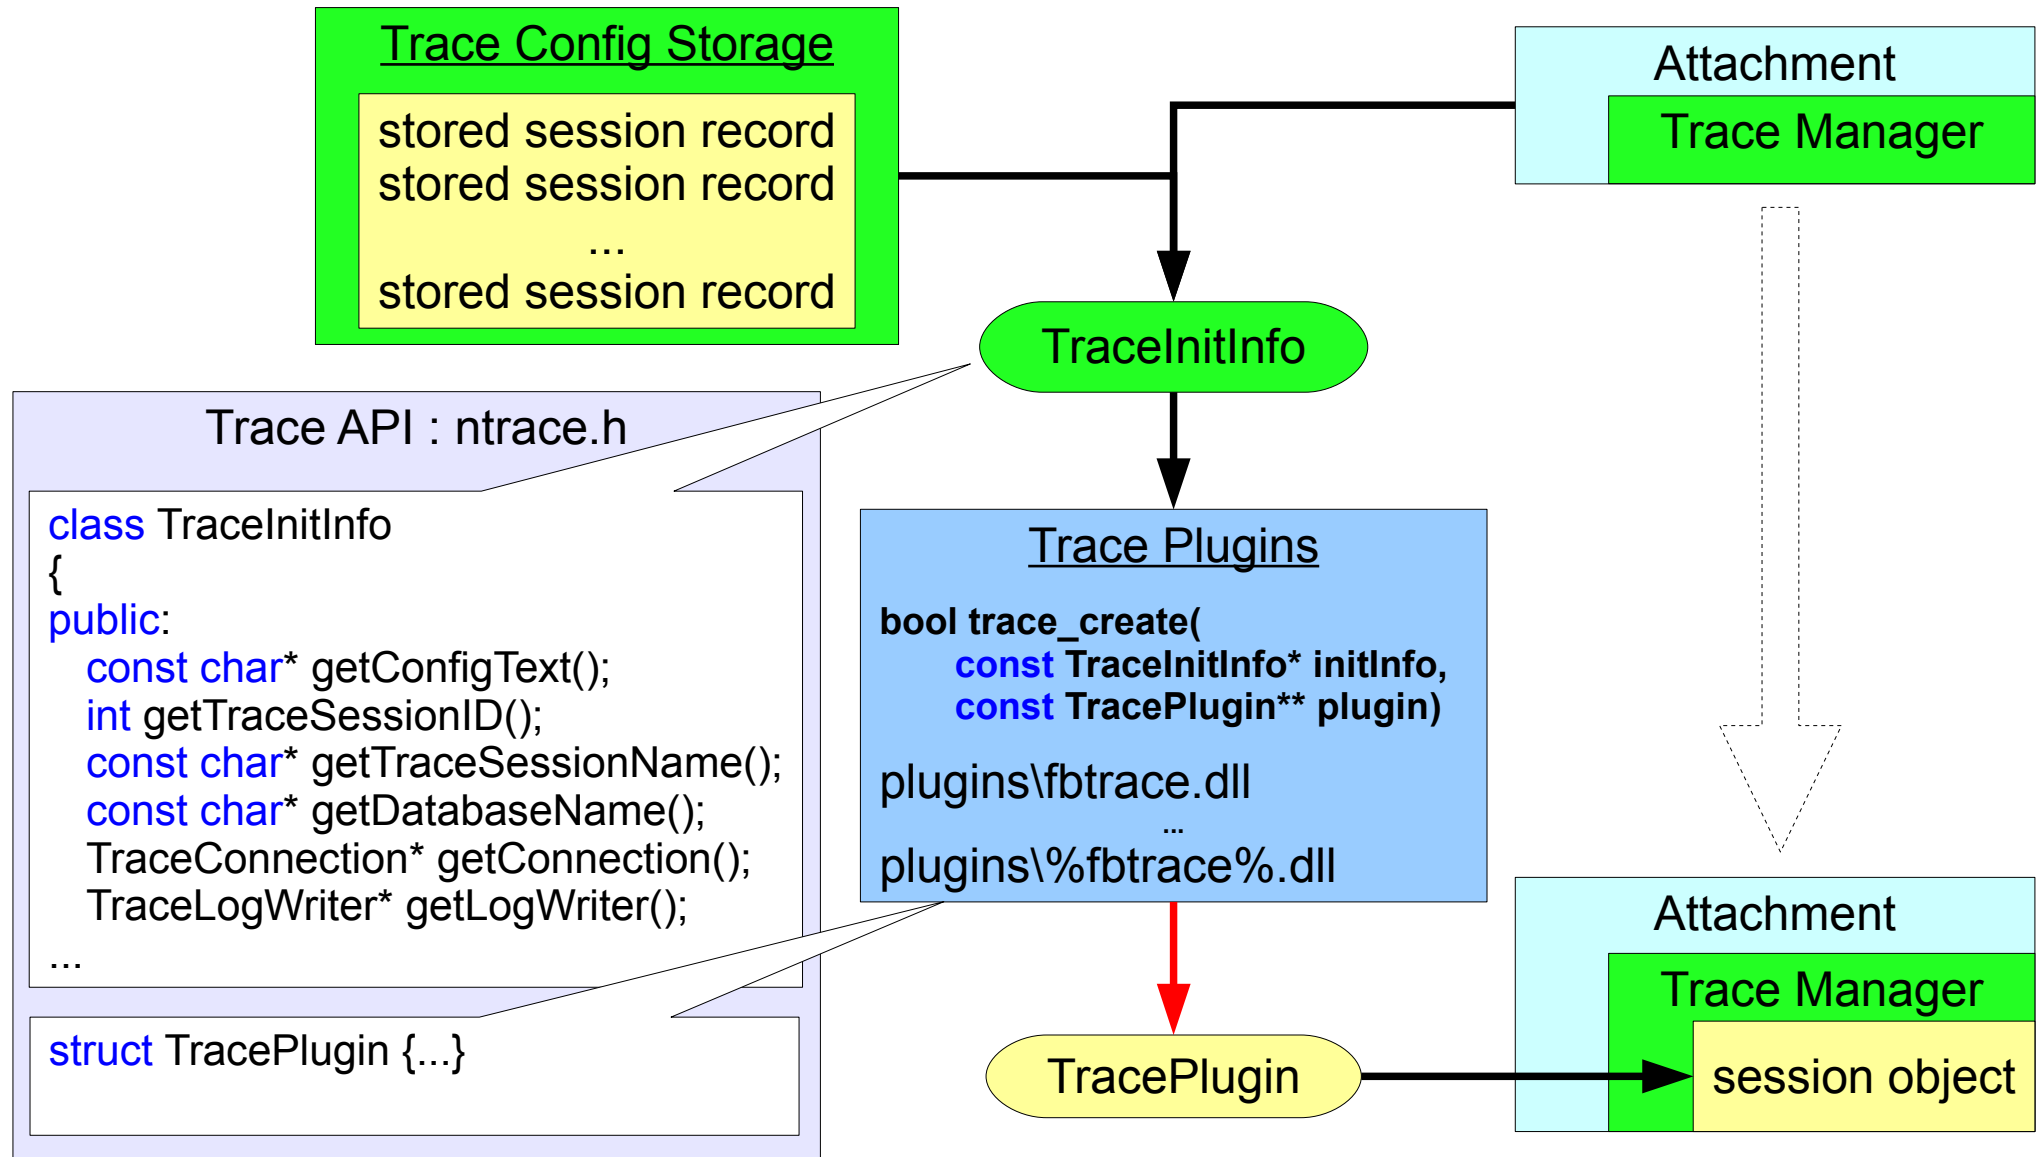 Trace Config Storage
stored session record
stored session record
...
stored session record
Attachment
Trace Manager
TraceInitInfo
Trace API : ntrace.h
class TraceInitInfo
{
public:
const char* getConfigText();
int getTraceSessionID();
const char* getTraceSessionName();
const char* getDatabaseName();
TraceConnection* getConnection();
TraceLogWriter* getLogWriter();
...
struct TracePlugin {...}
Trace Plugins
bool trace_create(
const TraceInitInfo* initInfo,
const TracePlugin** plugin)
plugins\fbtrace.dll
...
plugins\%fbtrace%.dll
TracePlugin
Attachment
Trace Manager
session object